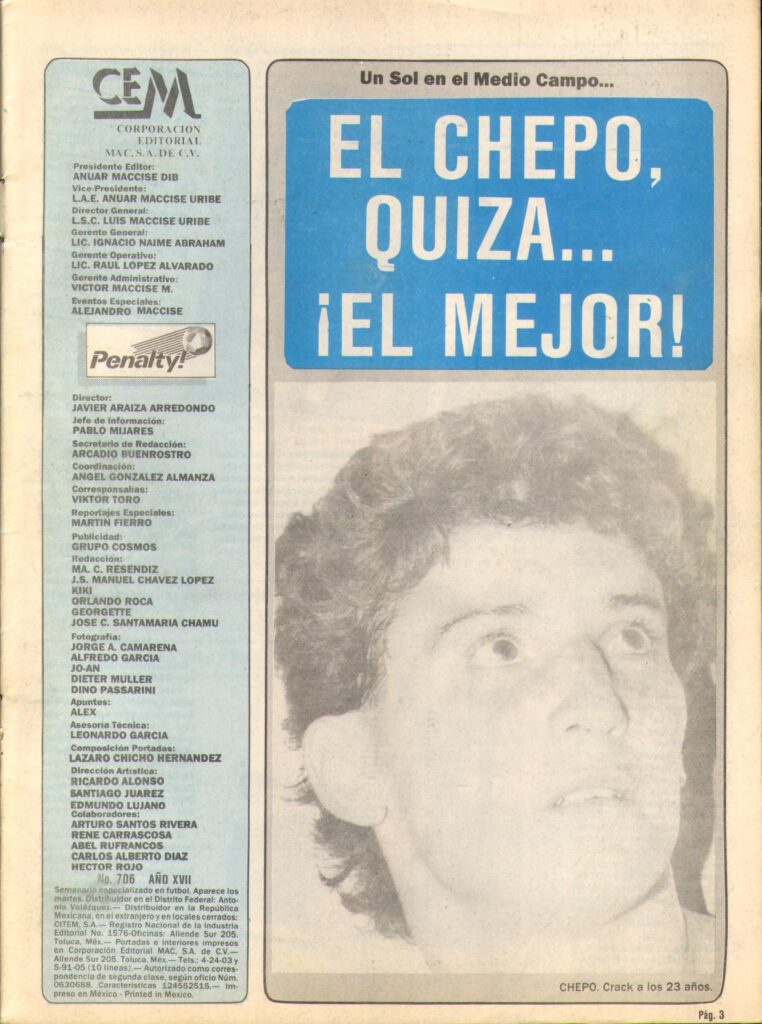 CEM
CORPORACION
EDITORIAL
MAC, S.A. DE C.V.
Presidente Editor:
ANUAR MACCISE DIB
Vice-Presidente:
L.A.E. ANUAR MACCISE URIBE
Director General:
L.S.C. LUIS MACCISE URIBE
Gerente General:
LIC. IGNACIO NAIME ABRAHAM
Gerente Operativo:
LIC. RAUL LOPEZ ALVARADO
Gerente Administrativo:
VICTOR MACCISE M.
Eventos Especiales:
ALEJANDRO MACCISE
Penalty!
Director:
JAVIER ARAIZA ARREDONDO
Jefe de Información:
PABLO MIJARES
Secretario de Redacción:
ARCADIO BUENROSTRO
Coordinación:
ANGEL GONZALEZ ALMANZA
Corresponsalías:
VIKTOR TORO
Reportajes Especiales:
MARTIN FIERRO
Publicidad:
GRUPO COSMOS
Redacción:
MA. C. RESENDIZ
J.S. MANUEL CHAVEZ LOPEZ
KIKI
ORLANDO ROCA
GEORGETTE
JOSE C. SANTAMARIA CHAMU
Fotografía:
JORGE A. CAMARENA
ALFREDO GARCIA
JO-AN
DIETER MULLER
DINO PASSARINI
Apuntes:
ALEX
Asesoría Técnica:
LEONARDO GARCIA
Composición Portadas:
LAZARO CHICHO HERNANDEZ
Dirección Artística:
RICARDO ALONSO
SANTIAGO JUAREZ
EDMUNDO LUJANO
Colaboradores:
ARTURO SANTOS RIVERA
RENE CARRASCOSA
ABEL RUFRANCOS
CARLOS ALBERTO DIAZ
HECTOR ROJO
No. 706 AÑO XVII
Semanario especializado en futbol. Aparece los
martes. Distribuidor en el Distrito Federal: Anto-
nio Velázquez.— Distribuidor en la República
Mexicana, en el extranjero y en locales cerrados:
CITEM, S.A.— Registro Nacional de la Industria
Editorial No. 1576-Oficinas: Allende Sur 205.
Toluca, Méx.— Portadas e interiores impresos
en Corporación Editorial MAC. S.A. de C.V.—
Allende Sur 205. Toluca, Méx.— Tels.: 4-24-03 y
5-91-05 (10 líneas).— Autorizado como corres-
pondencia de segunda clase, según oficio Núm.
0630688. Características 124552515.— Im-
preso en México - Printed in Mexico.
Un Sol en el Medio Campo...
EL CHEPO,
QUIZA...
¡EL MEJOR!
CHEPO. Crack a los 23 años.
Pág. 3